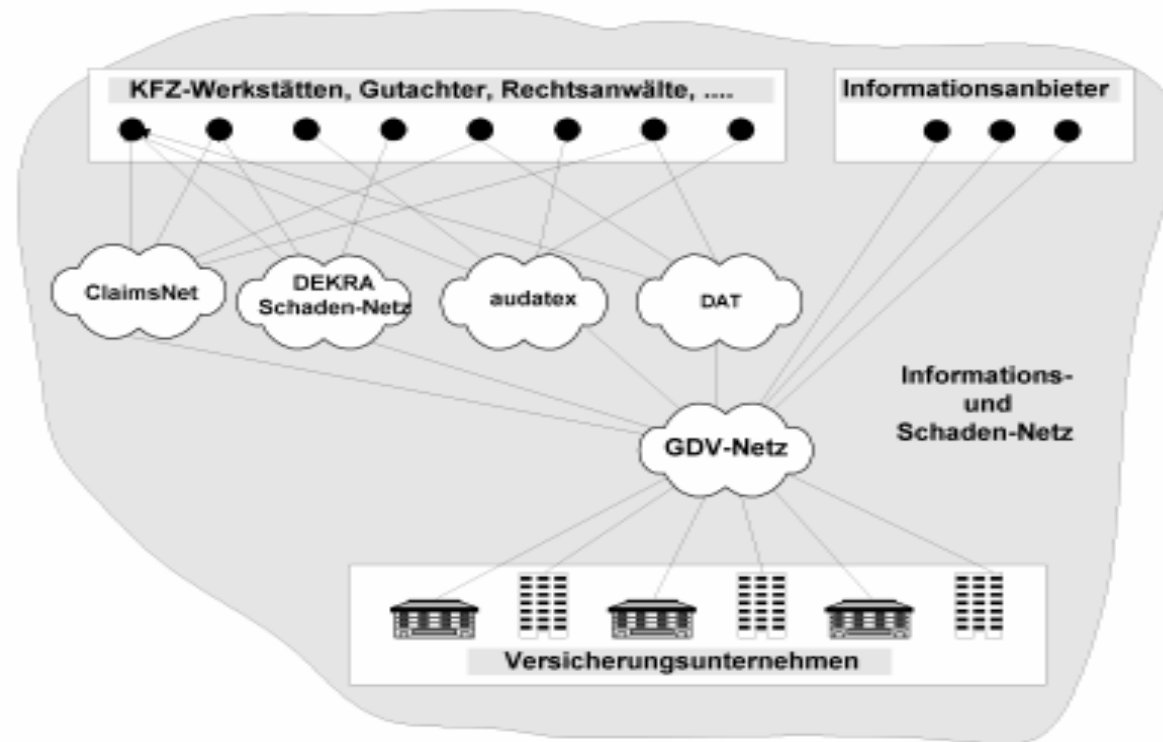 KFZ-Werkstätten, Gutachter, Rechtsanwälte, ....
Informationsanbieter
ClaimsNet
DEKRA
Schaden-Netz
audatex
DAT
Informations-
und
Schaden-Netz
GDV-Netz
Versicherungsunternehmen